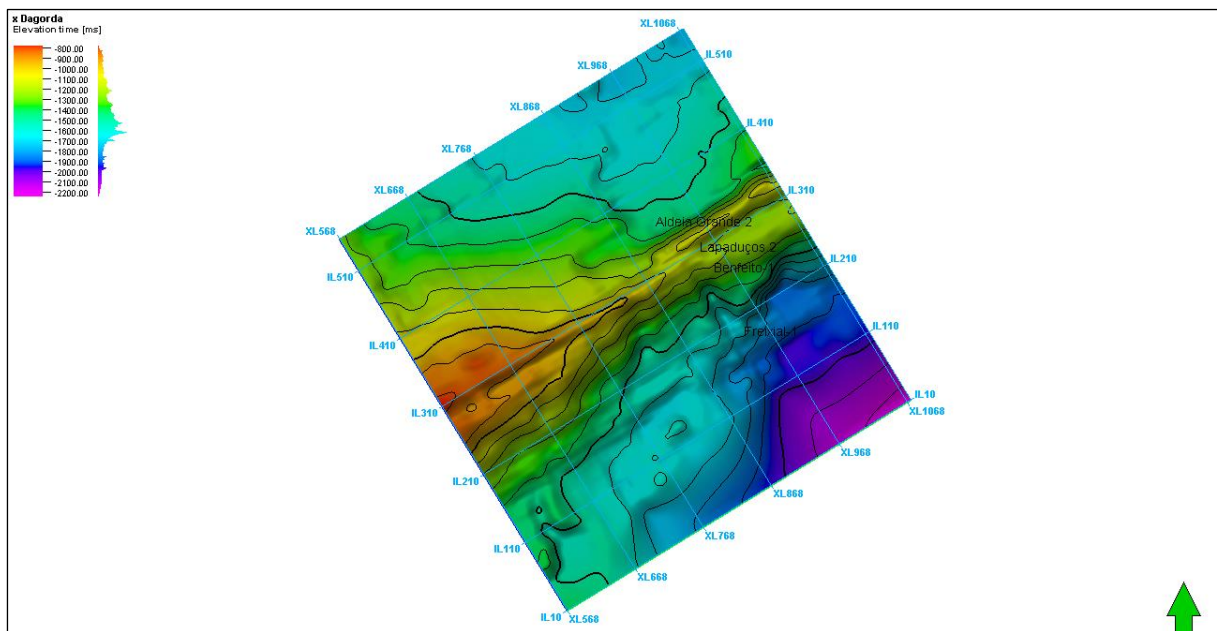 x Dagorda
Elevation time [ms]
-800.00
-900.00
-1000.00
-1100.00
-1200.00
-1300.00
-1400.00
-1500.00
-1600.00
-1700.00
-1800.00
-1900.00
-2000.00
-2100.00
-2200.00
XL1068
IL510
XL968
XL868
IL410
XL768
XL668
IL310
Aldeia Grande 2
XL568
Lapaduços 2
IL210
Benfeito-1
IL510
Freixial-1
IL110
IL410
IL10
XL1068
IL310
XL968
IL210
XL868
XL768
IL110
XL668
IL10 XL568